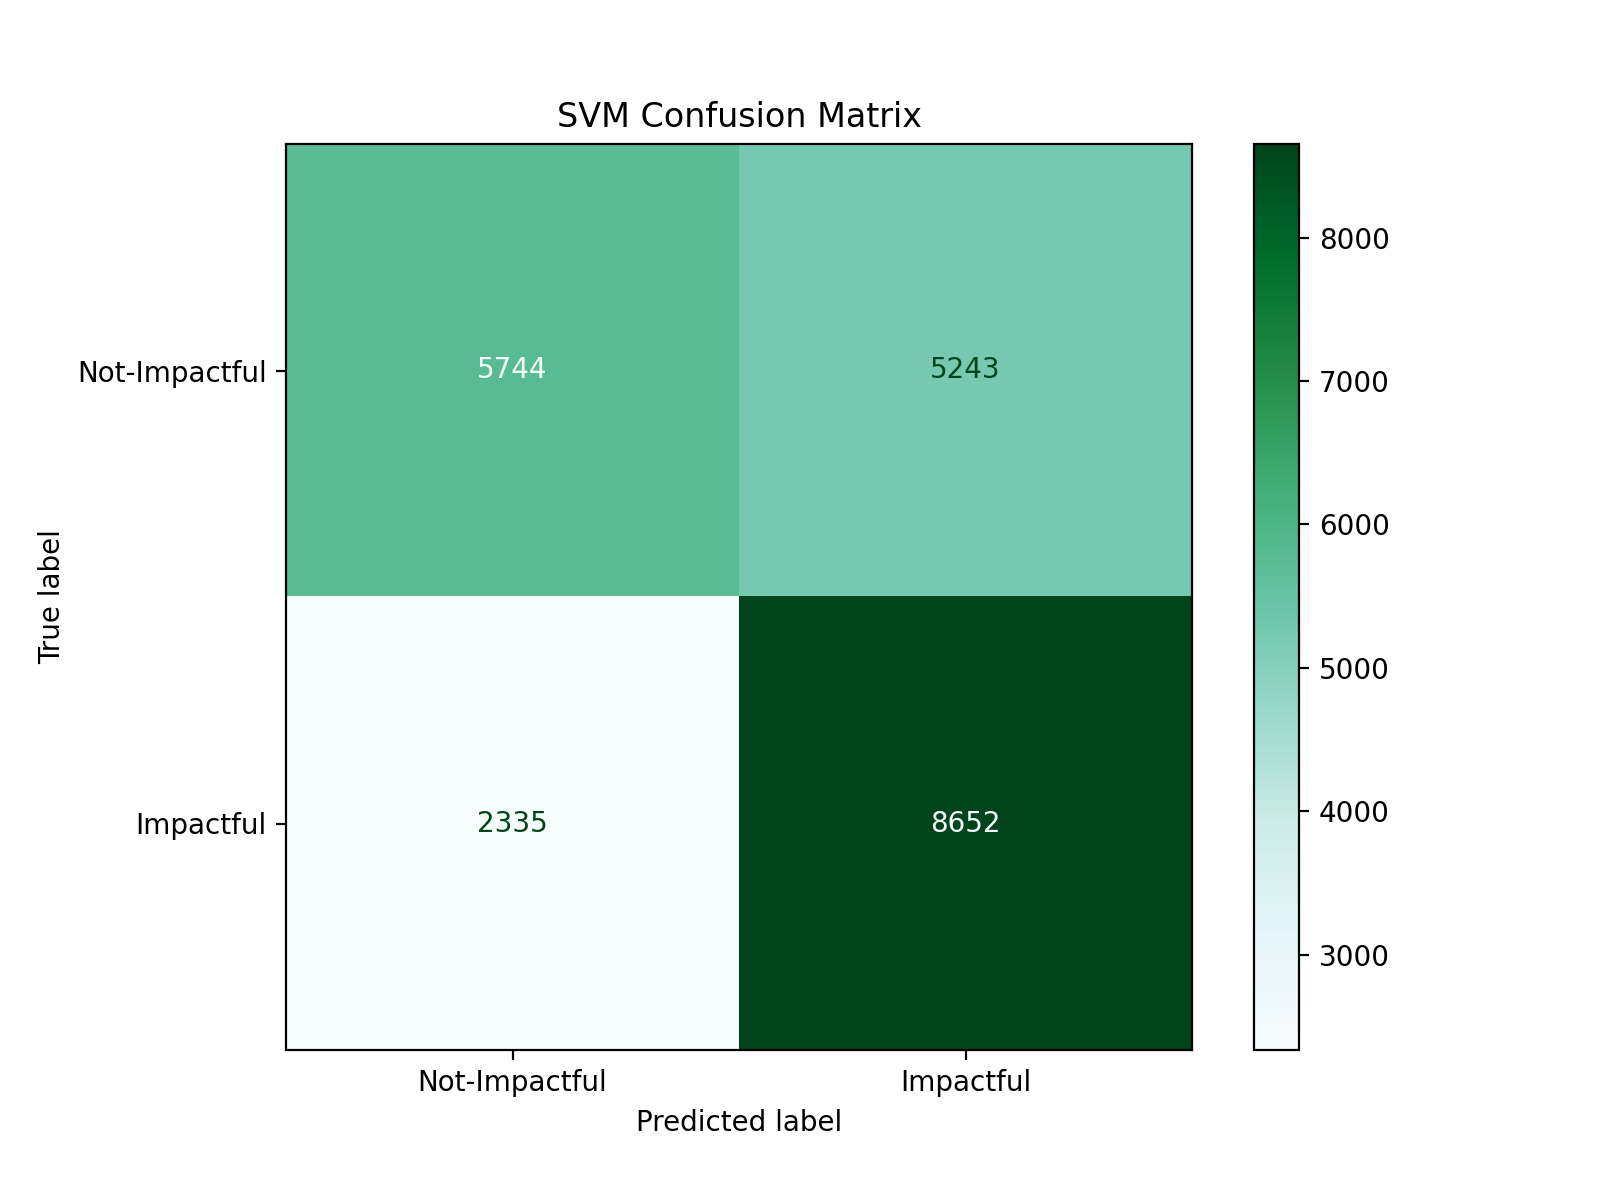 SVM Confusion Matrix
Not-Impactful
5744
5243
True label
Impactful
2335
8652
Not-Impactful
Impactful
Predicted label
8000
7000
6000
5000
4000
3000